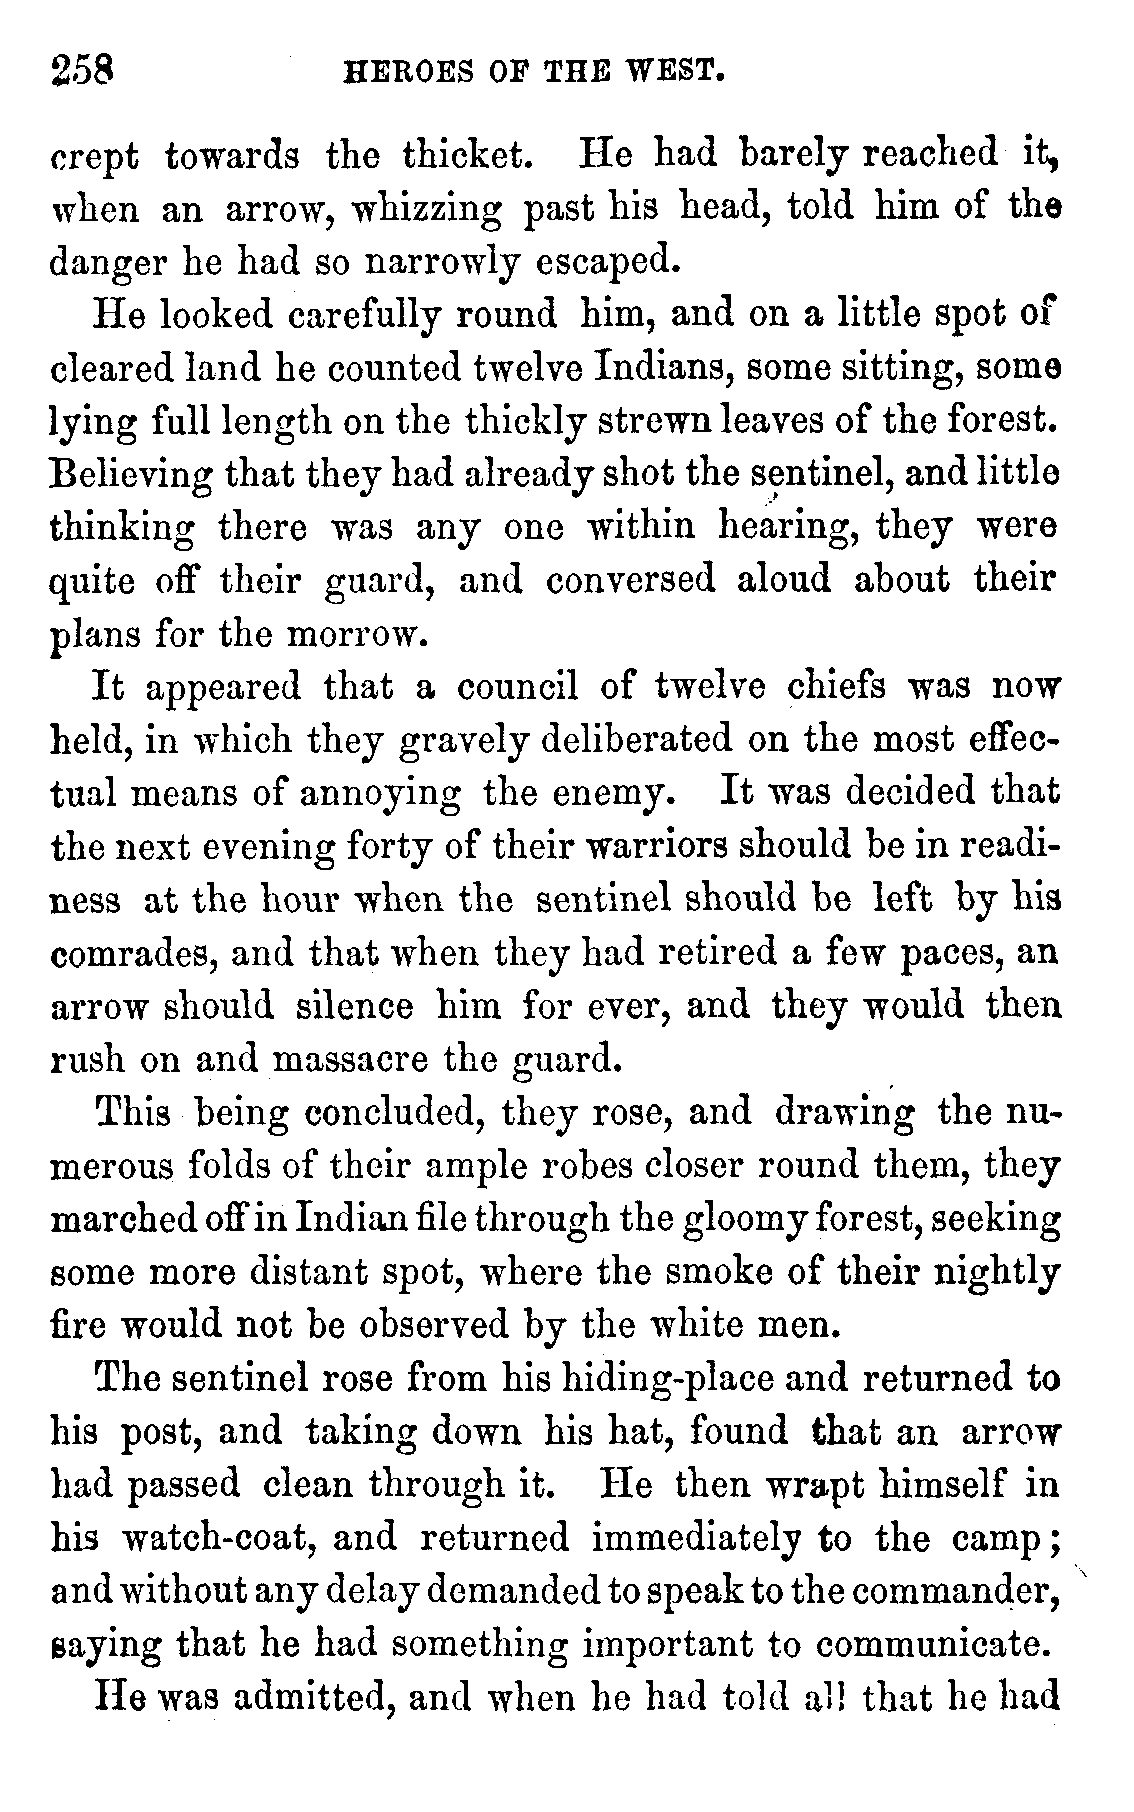 258 HEROES OF THE WEST.
crept towards the thicket. He had barely reached it,
when an arrow, whizzing past his head, told him of the
danger he had so narrowly escaped.
He looked carefully round him, and on a little spot of
cleared land he counted twelve Indians, some sitting, some
lying full length on the thickly strewn leaves of the forest.
Believing that they had already shot the sentinel, and little
thinking there was any one within hearing, they were
quite off their guard, and conversed aloud about their
plans for the morrow.
It appeared that a council of twelve chiefs was now
held, in which they gravely deliberated on the most effec-
tual means of annoying the enemy. It was decided that
the next evening forty of their warriors should be in readi-
ness at the hour when the sentinel should be left by his
comrades, and that when they had retired a few paces, an
arrow should silence him for ever, and they would then
rush on and massacre the guard.
This being concluded, they rose, and drawing the nu-
merous folds of their ample robes closer round them, they
marched off in Indian file through the gloomy forest, seeking
some more distant spot, where the smoke of their nightly
fire would not be observed by the white men.
The sentinel rose from his hiding-place and returned to
his post, and taking down his hat, found that an arrow
had passed clean through it. He then wrapt himself in
his watch-coat, and returned immediately to the camp;
and without any delay demanded to speak to the commander,
saying that he had something important to communicate.
He was admitted, and when he had told all that he had